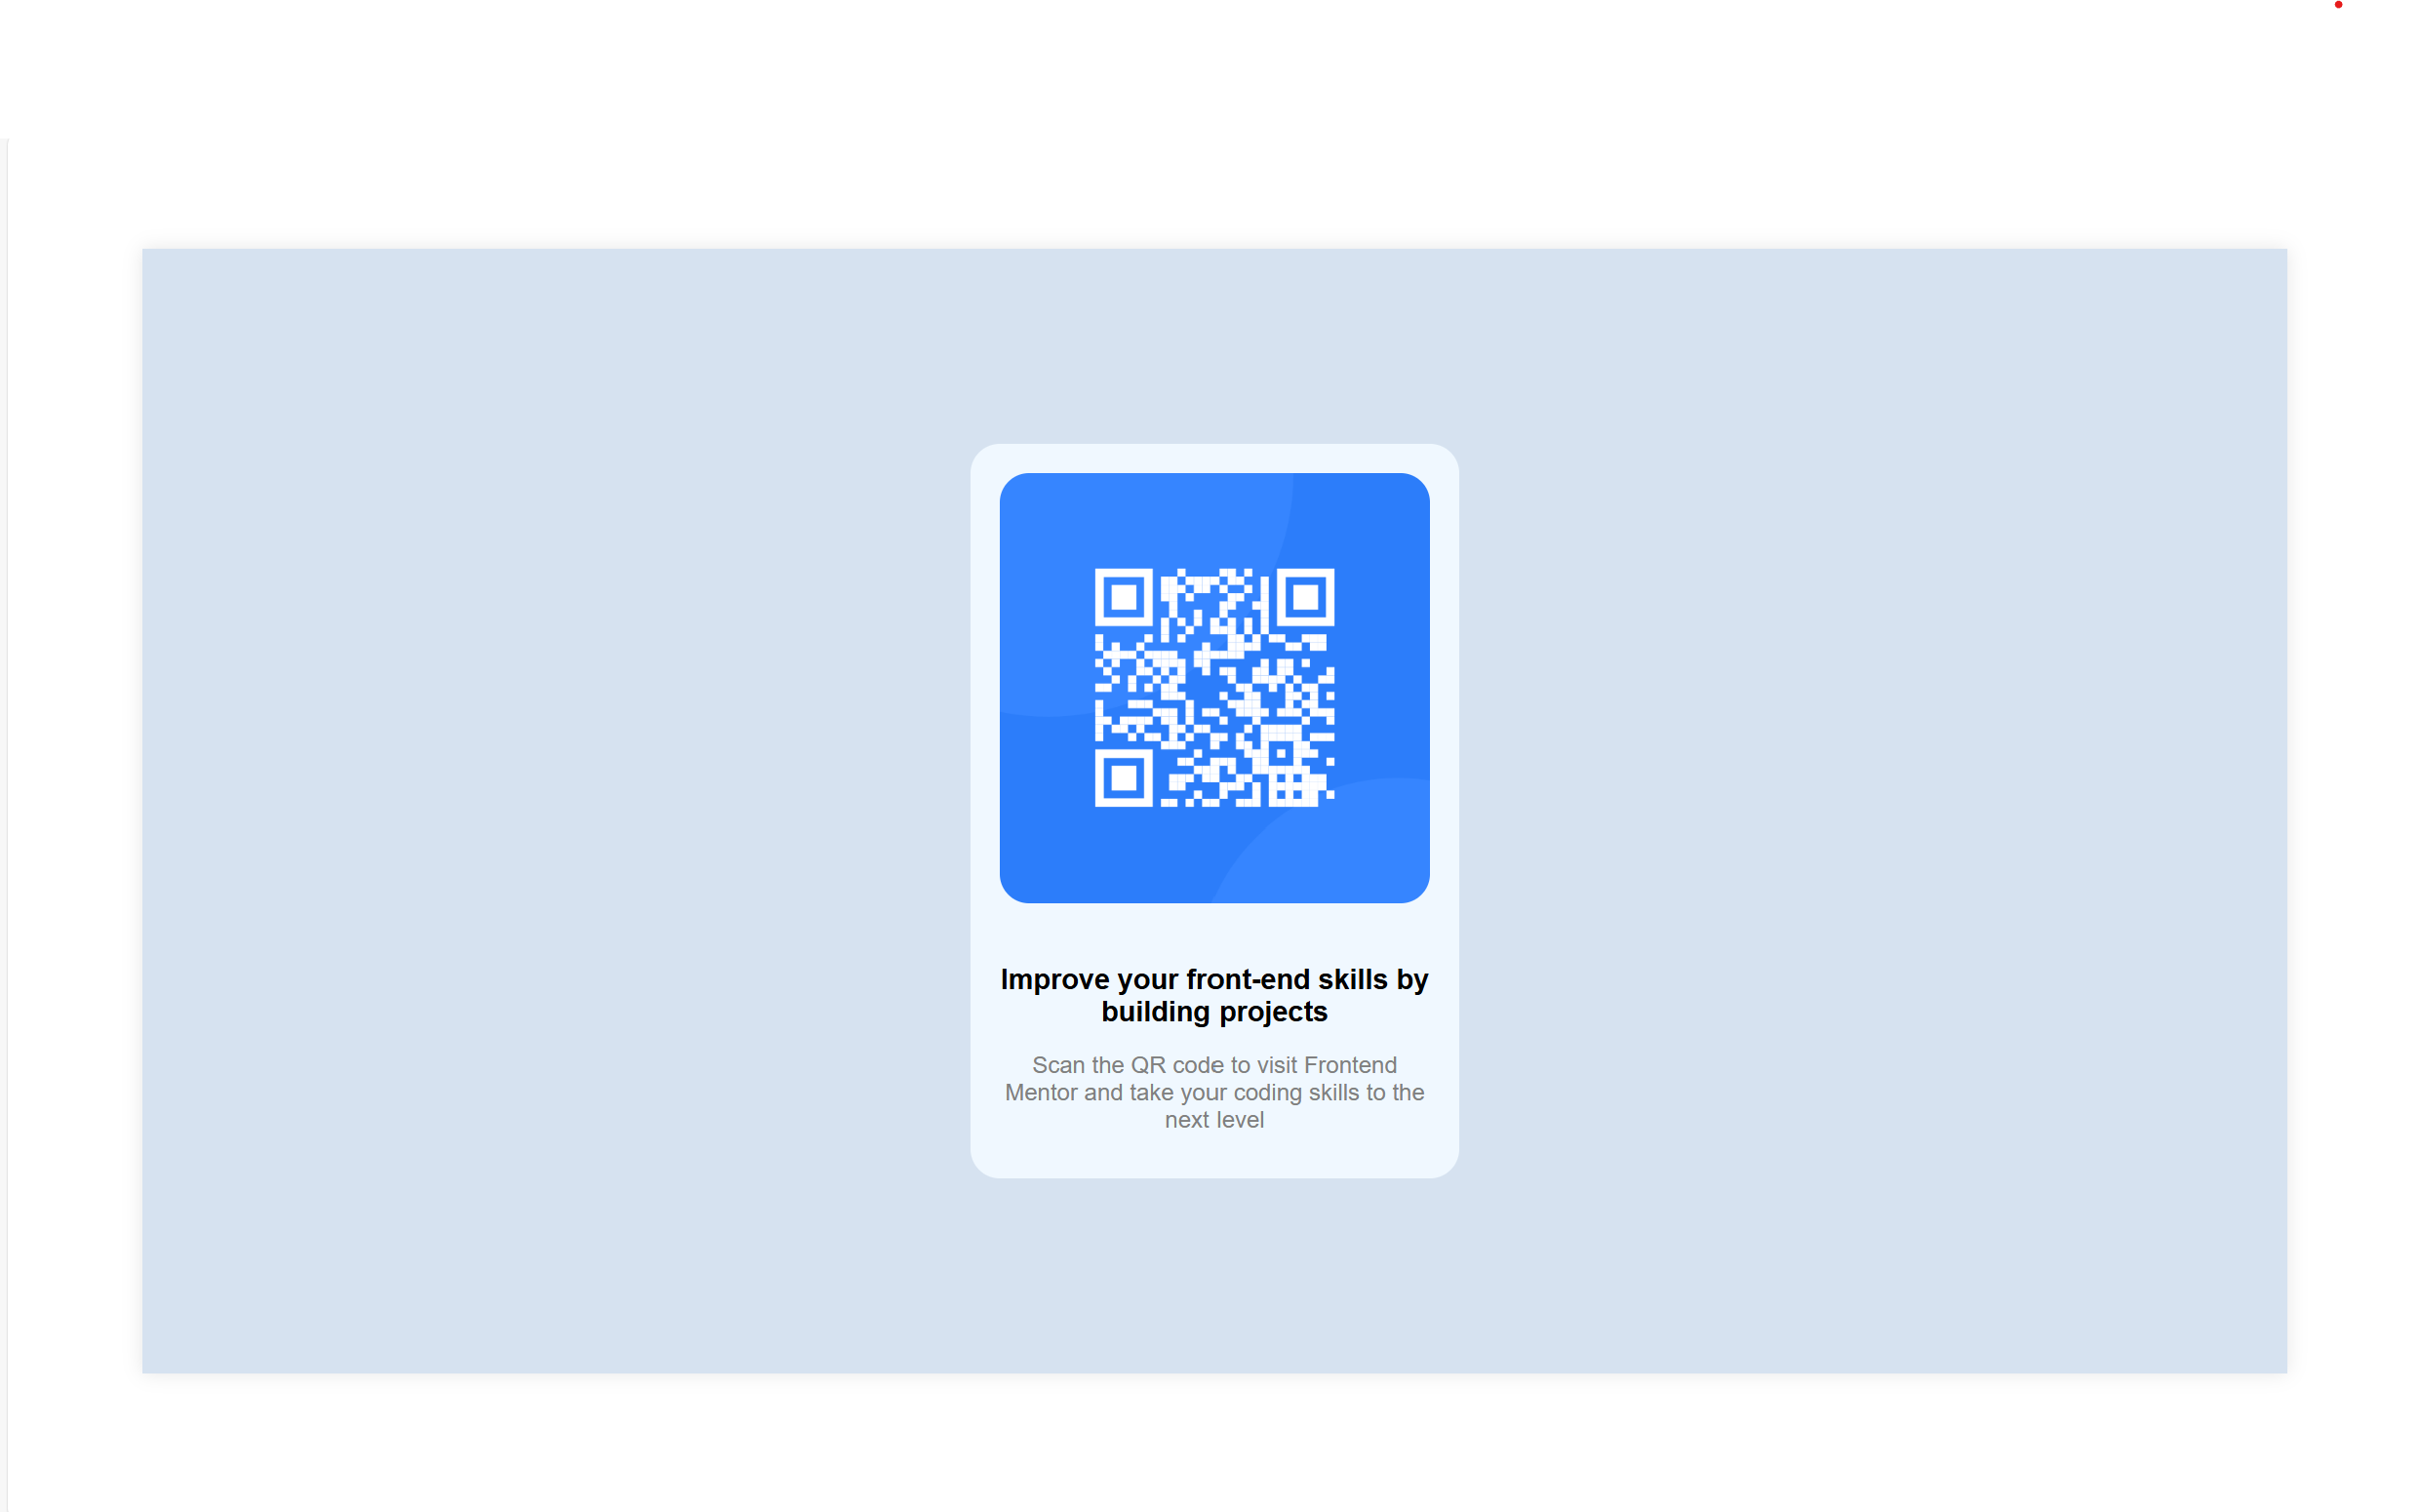 Improve your front-end skills by
building projects
Scan the QR code to visit Frontend
Mentor and take your coding skills to the
next level